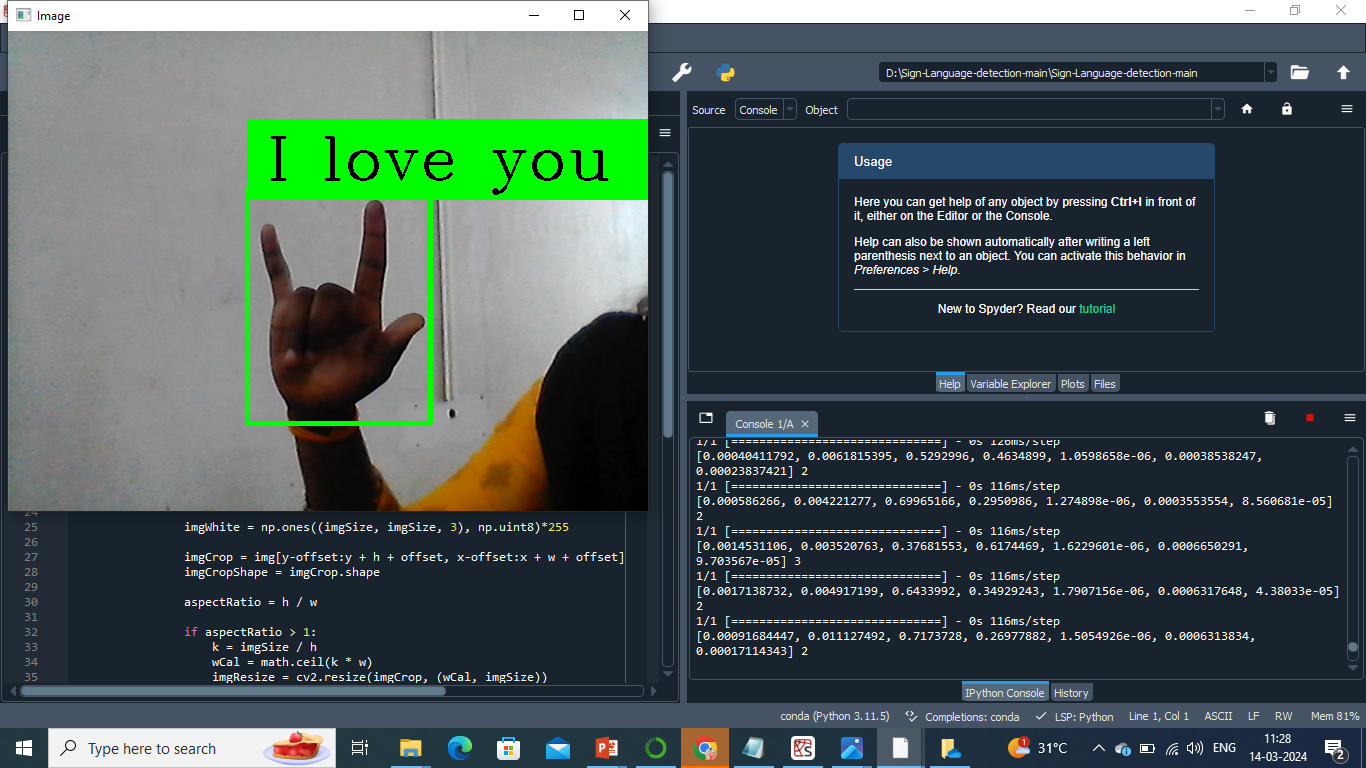 Image
I love you
D:\Sign-Language-detection-main\Sign-Language-detection-main
Source Console Object
Usage
Here you can get help of any object by pressing Ctrl+I in front of
it, either on the Editor or the Console.
Help can also be shown automatically after writing a left
parenthesis next to an object. You can activate this behavior in
Preferences > Help.
New to Spyder? Read our tutorial
Help Variable Explorer Plots Files
Console 1/A
1/1 [==============================] - 0s 126ms/step
[0.00040411792, 0.0061815395, 0.5292996, 0.4634899, 1.0598658e-06, 0.00038538247,
0.00023837421] 2
1/1 [==============================] - 0s 116ms/step
[0.000586266, 0.004221277, 0.69965166, 0.2950986, 1.274898e-06, 0.0003553554, 8.560681e-05]
2
1/1 [==============================] - 0s 116ms/step
[0.0014531106, 0.003520763, 0.37681553, 0.6174469, 1.6229601e-06, 0.0006650291,
9.703567e-05] 3
1/1 [==============================] - 0s 116ms/step
[0.0017138732, 0.004917199, 0.6433992, 0.34929243, 1.7907156e-06, 0.0006317648, 4.38033e-05]
2
1/1 [==============================] - 0s 116ms/step
[0.00091684447, 0.011127492, 0.7173728, 0.26977882, 1.5054926e-06, 0.0006313834,
0.00017114343] 2
IPython Console History
24
25 imgWhite = np.ones((imgSize, imgSize, 3), np.uint8)*255
26
27 imgCrop = img[y-offset:y + h + offset, x-offset:x + w + offset]
28 imgCropShape = imgCrop.shape
29
30 aspectRatio = h / w
31
32 if aspectRatio > 1:
33 k = imgSize / h
34 wCal = math.ceil(k * w)
35 imgResize = cv2.resize(imgCrop, (wCal, imgSize))
conda (Python 3.11.5) Completions: conda LSP: Python Line 1, Col 1 ASCII LF RW Mem 81%
Type here to search
1 31°C ENG 11:28
14-03-2024 2